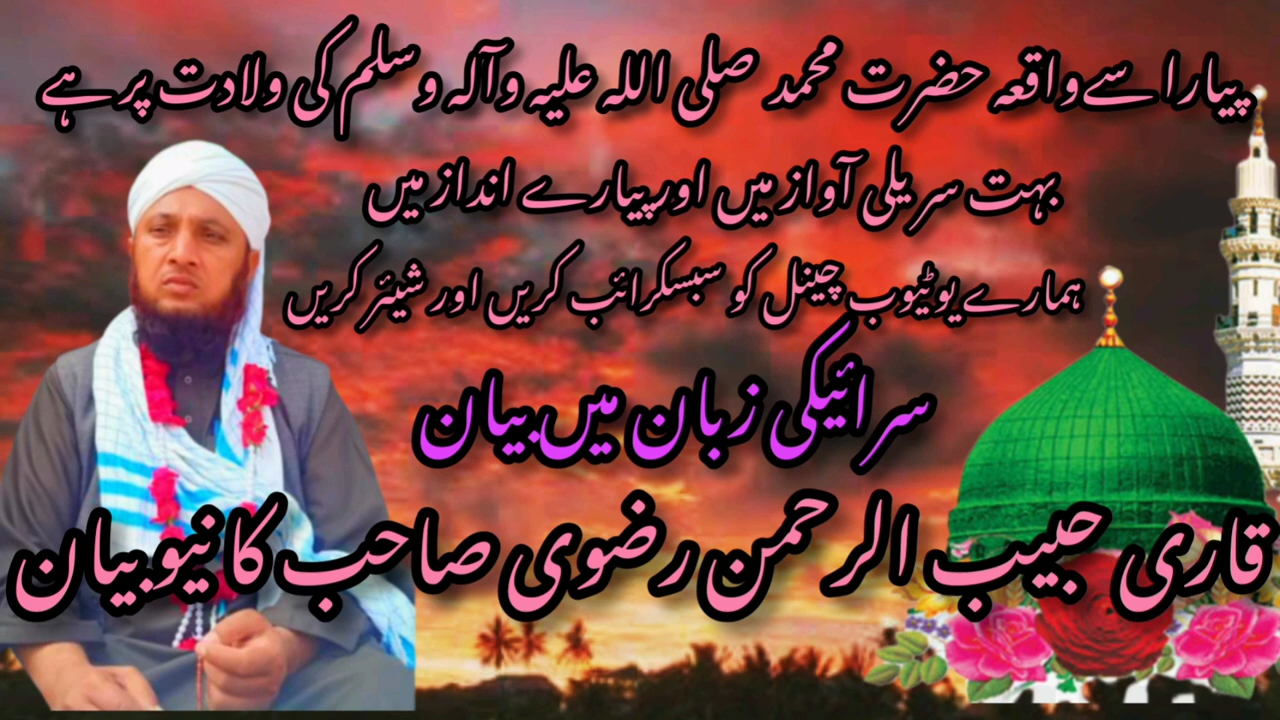 پیارا سے واقعہ حضرت محمد صلی اللہ علیہ وآلہ وسلم کی ولادت پر ہے
بہت سریلی آواز میں اور پیارے انداز میں
ہمارے یوٹیوب چینل کو سبسکرائب کریں اور شیئر کریں
سرائیکی زبان میں بیان
قاری حبیب الرحمن رضوی صاحب کا نیو بیان